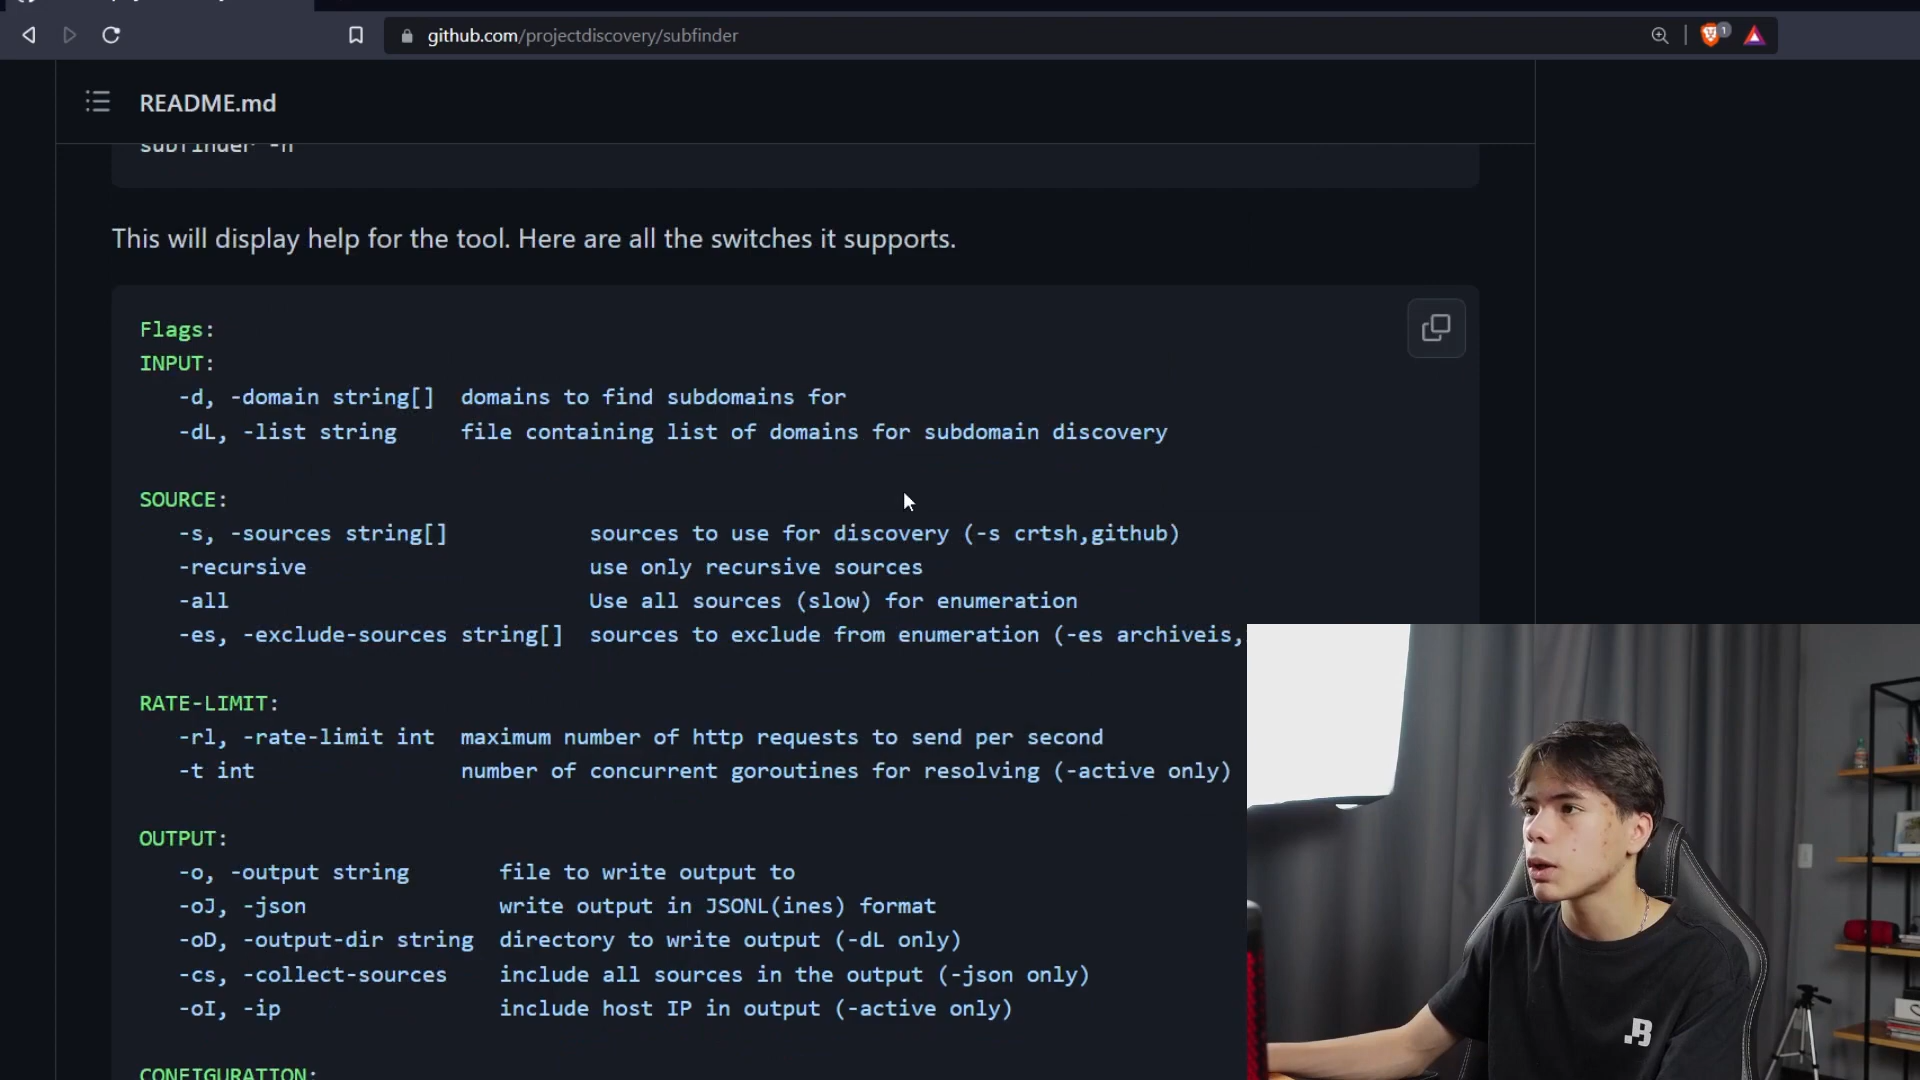 github.com/projectdiscovery/subfinder
1
README.md
subfinder -h
This will display help for the tool. Here are all the switches it supports.
Flags:
INPUT:
-d, -domain string[] domains to find subdomains for
-dL, -list string file containing list of domains for subdomain discovery
SOURCE:
-s, -sources string[] sources to use for discovery (-s crtsh,github)
-recursive use only recursive sources
-all Use all sources (slow) for enumeration
-es, -exclude-sources string[] sources to exclude from enumeration (-es archiveis,
RATE-LIMIT:
-rl, -rate-limit int maximum number of http requests to send per second
-t int number of concurrent goroutines for resolving (-active only)
OUTPUT:
-o, -output string file to write output to
-oJ, -json write output in JSONL(ines) format
-oD, -output-dir string directory to write output (-dL only)
-cs, -collect-sources include all sources in the output (-json only)
-oI, -ip include host IP in output (-active only)
CONFIGURATION:
.B